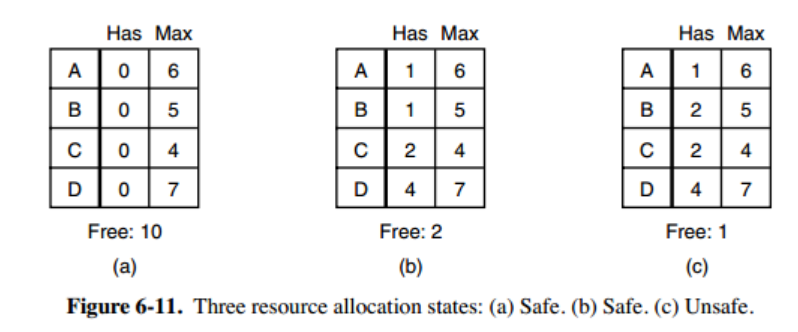 Has Max Has Max Has Max
A 0 6 A 1 6 A 1 6
B 0 5 B 1 5 B 2 5
C 0 4 C 2 4 C 2 4
D 0 7 D 4 7 D 4 7
Free: 10 Free: 2 Free: 1
(a) (b) (c)
Figure 6-11. Three resource allocation states: (a) Safe. (b) Safe. (c) Unsafe.